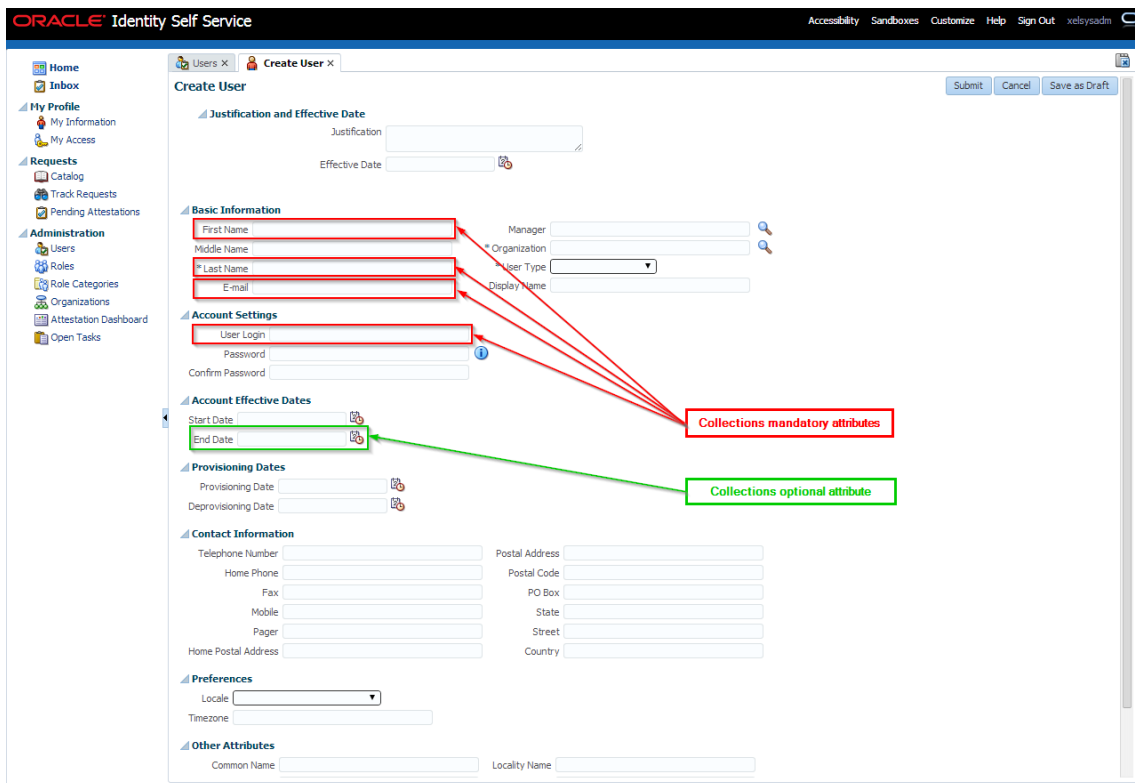 ORACLE Identity Self Service
Accessibility Sandboxes Customize Help Sign Out xelsysadm
Home
Inbox
My Profile
My Information
My Access
Requests
Catalog
Track Requests
Pending Attestations
Administration
Users
Roles
Role Categories
Organizations
Attestation Dashboard
Open Tasks
Users Create User
Create User
Submit Cancel Save as Draft
Justification and Effective Date
Justification
Effective Date
Basic Information
First Name Manager
Middle Name * Organization
* Last Name * User Type
E-mail Display Name
Account Settings
User Login
Password
Confirm Password
Account Effective Dates
Start Date
Collections mandatory attributes
End Date
Provisioning Dates
Provisioning Date
Collections optional attribute
Deprovisioning Date
Contact Information
Telephone Number Postal Address
Home Phone Postal Code
Fax PO Box
Mobile State
Pager Street
Home Postal Address Country
Preferences
Locale
Timezone
Other Attributes
Common Name Locality Name